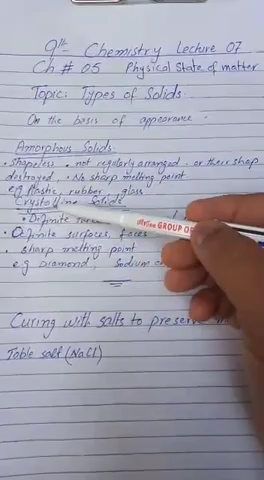 9th Chemistry Lecture 07
Ch # 05 Physical State of matter
Topic: Types of Solids.
On the basis of appearance.
Amorphous Solids.
• Shapeless • not regularly arranged. or their shap
destroyed, • No sharp melting point
e.g Plastic, rubber, glass
Crystalline Solids
• Definite
• Definite surfaces, faces
• sharp melting point
e.g Diamond, Sodium
GROUP OF
Curing with salts to preserve
Table salt (NaCl)